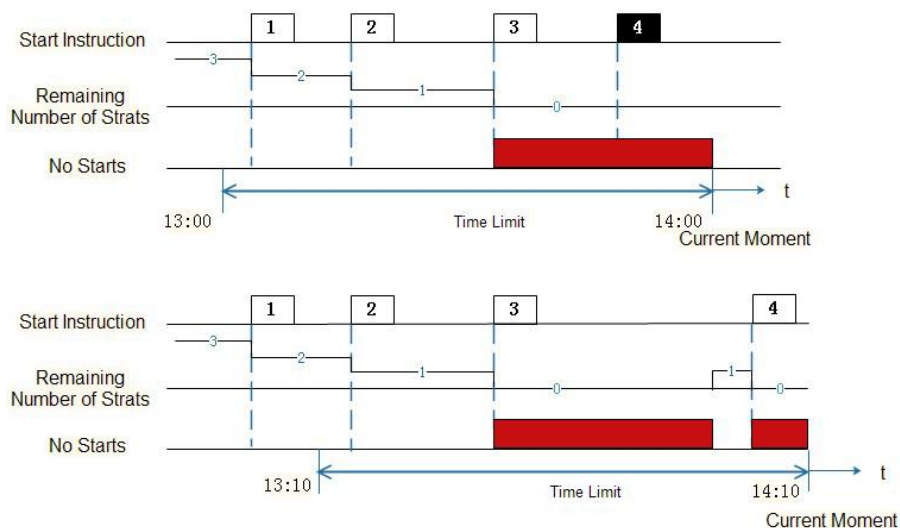 1 2 3 4
Start Instruction
3
2
1
Remaining
Number of Strats
0
No Starts
t
13:00 Time Limit 14:00
Current Moment
1 2 3 4
Start Instruction
3
2
1 1
Remaining
Number of Strats
0 0
No Starts
t
13:10 Time Limit 14:10
Current Moment